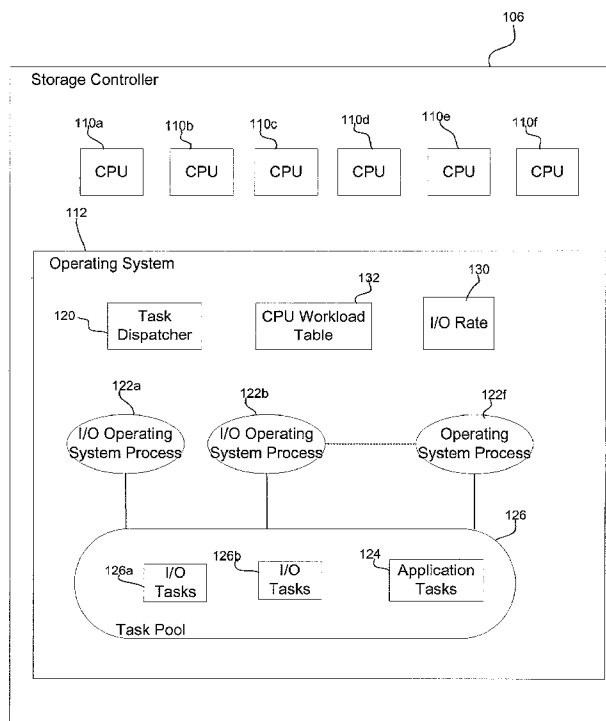 106
Storage Controller
110a
110b
110c
110d
110e
110f
CPU
CPU
CPU
CPU
CPU
CPU
112
Operating System
132
130
120
Task
Dispatcher
CPU Workload
Table
I/O Rate
122a
122b
122f
I/O Operating
System Process
I/O Operating
System Process
Operating
System Process
126
126a
I/O
Tasks
126b
I/O
Tasks
124
Application
Tasks
Task Pool